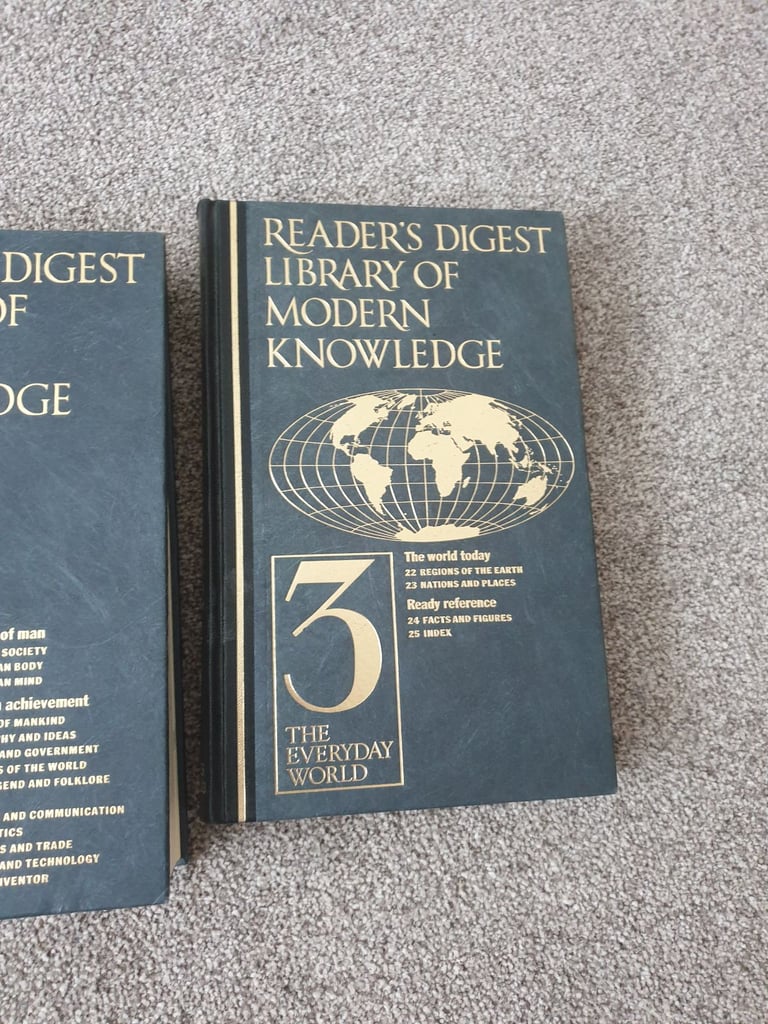 DIGEST
OF
DGE
of man
SOCIETY
AN BODY
AN MIND
achievement
OF MANKIND
HY AND IDEAS
AND GOVERNMENT
S OF THE WORLD
GEND AND FOLKLORE
AND COMMUNICATION
TICS
S AND TRADE
AND TECHNOLOGY
NVENTOR
READER'S DIGEST
LIBRARY OF
MODERN
KNOWLEDGE
3
THE
EVERYDAY
WORLD
The world today
22 REGIONS OF THE EARTH
23 NATIONS AND PLACES
Ready reference
24 FACTS AND FIGURES
25 INDEX